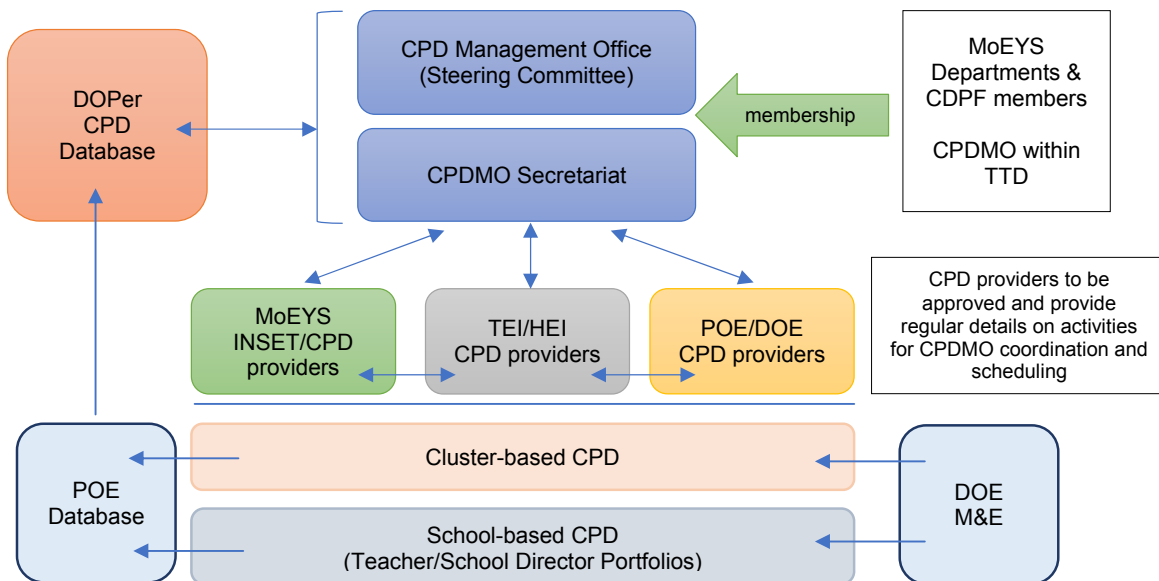 DOPer
CPD
Database
CPD Management Office
(Steering Committee)
CPDMO Secretariat
membership
MoEYS
Departments &
CDPF members
CPDMO within
TTD
MoEYS
INSET/CPD
providers
TEI/HEI
CPD providers
POE/DOE
CPD providers
CPD providers to be
approved and provide
regular details on activities
for CPDMO coordination and
scheduling
POE
Database
Cluster-based CPD
School-based CPD
(Teacher/School Director Portfolios)
DOE
M&E